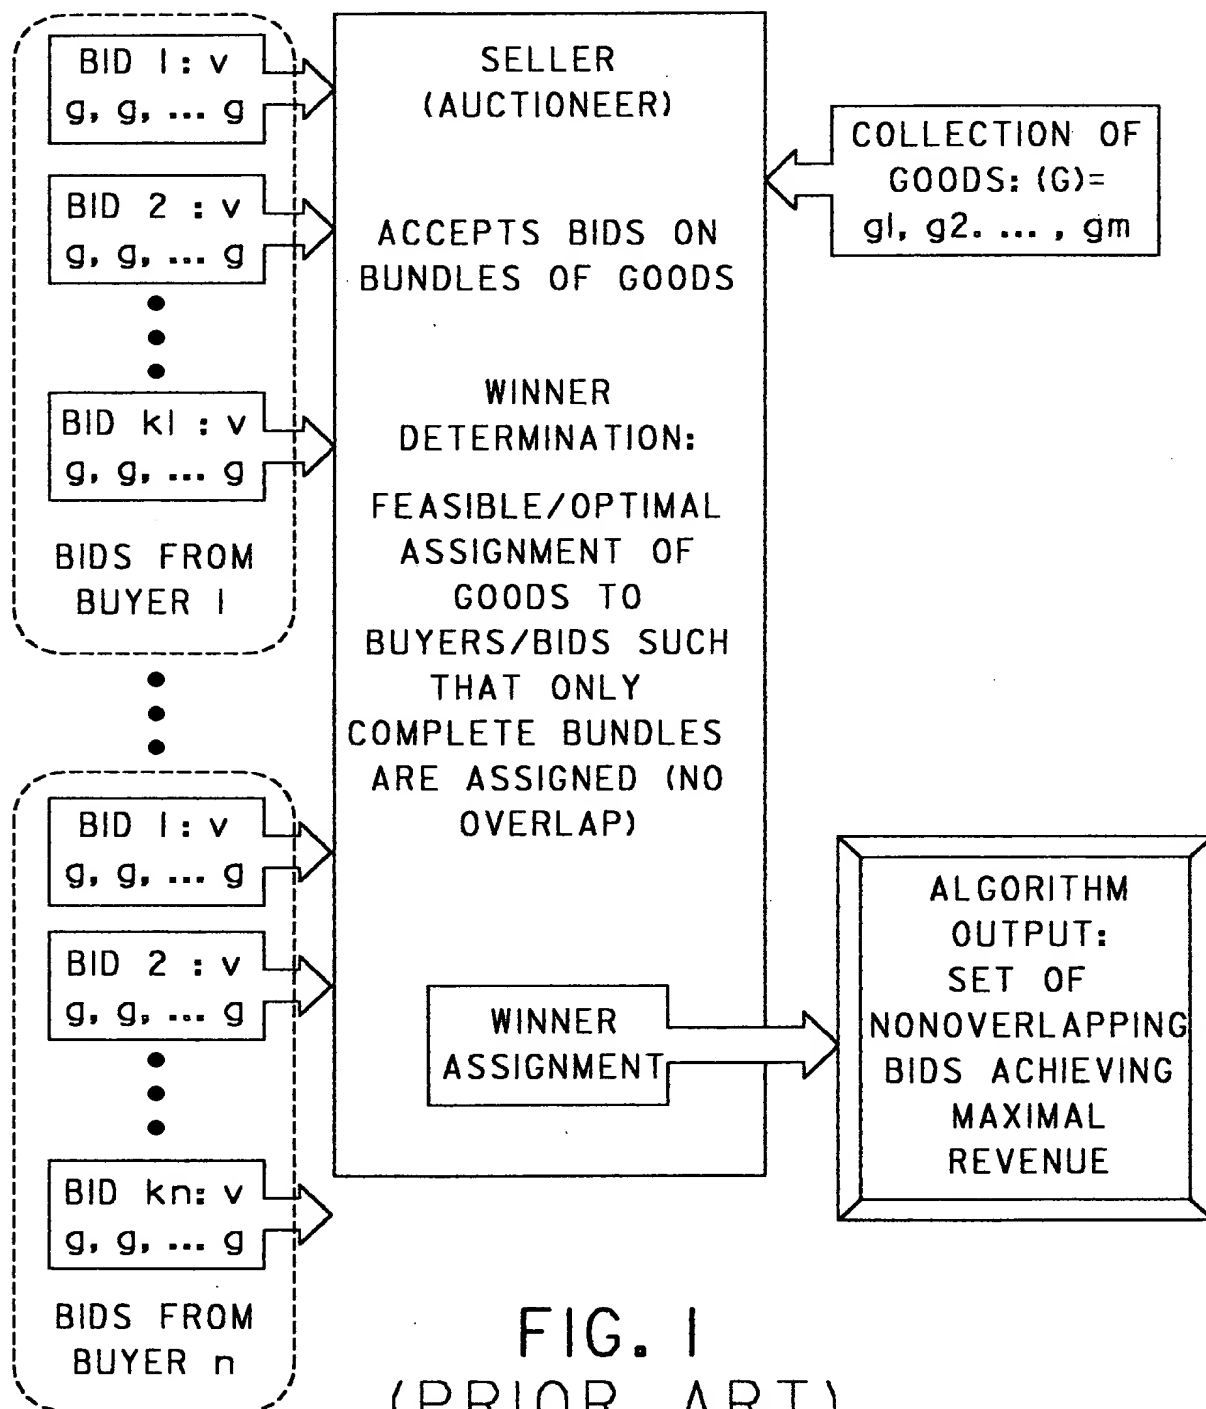 BID 1: v
g, g, ... g
BID 2 : v
g, g, ... g
BID k1 : v
g, g, ... g
BIDS FROM
BUYER 1
BID 1: v
g, g, ... g
BID 2 : v
g, g, ... g
BID kn: v
g, g, ... g
BIDS FROM
BUYER n
SELLER
(AUCTIONEER)
ACCEPTS BIDS ON
BUNDLES OF GOODS
WINNER
DETERMINATION:
FEASIBLE/OPTIMAL
ASSIGNMENT OF
GOODS TO
BUYERS/BIDS SUCH
THAT ONLY
COMPLETE BUNDLES
ARE ASSIGNED (NO
OVERLAP)
WINNER
ASSIGNMENT
COLLECTION OF
GOODS: (G)=
g1, g2. ... , gm
ALGORITHM
OUTPUT:
SET OF
NONOVERLAPPING
BIDS ACHIEVING
MAXIMAL
REVENUE
FIG. 1
(PRIOR ART)